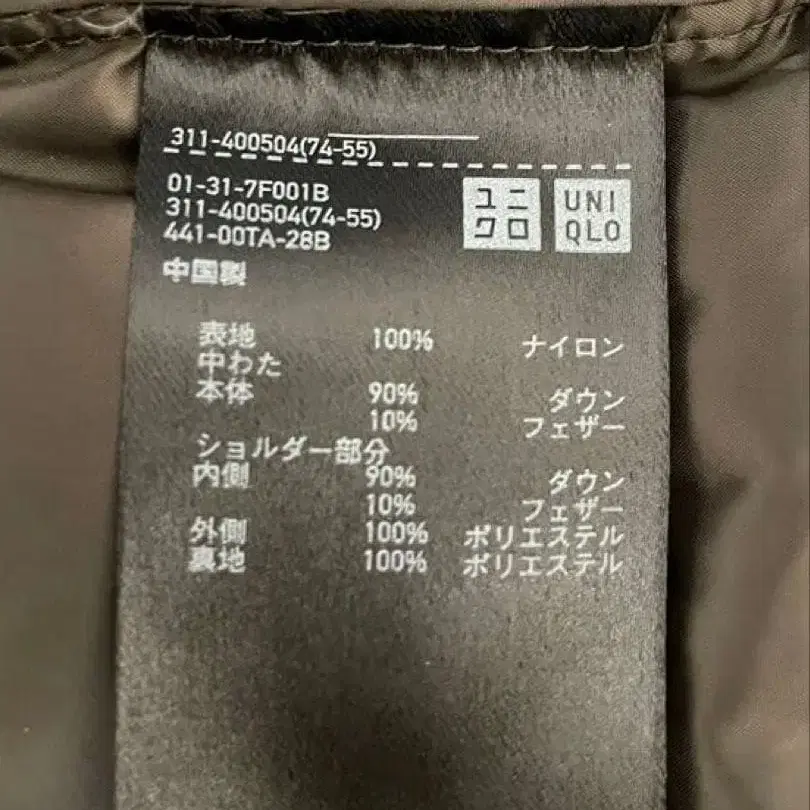 311-400504(74-55)
01-31-7F001B
311-400504(74-55)
441-00TA-28B
中国製
ユニクロ
UNIQLO
表地 100% ナイロン
中わた
本体 90% ダウン
10% フェザー
ショルダー部分
内側 90% ダウン
10% フェザー
外側 100% ポリエステル
裏地 100% ポリエステル